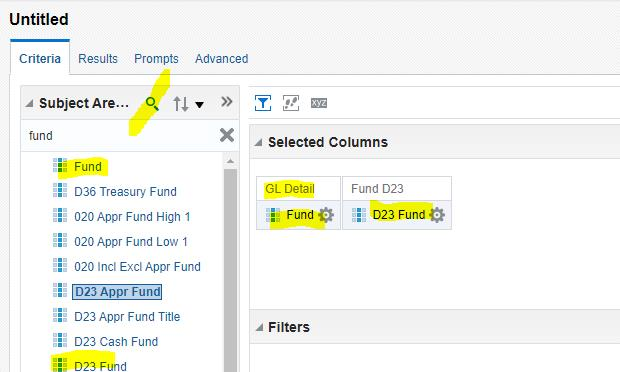 Untitled
Criteria Results Prompts Advanced
Subject Are...
fund
Fund
D36 Treasury Fund
020 Appr Fund High 1
020 Appr Fund Low 1
020 Incl Excl Appr Fund
D23 Appr Fund
D23 Appr Fund Title
D23 Cash Fund
D23 Fund
xyz
Selected Columns
GL Detail Fund D23
Fund D23 Fund
Filters